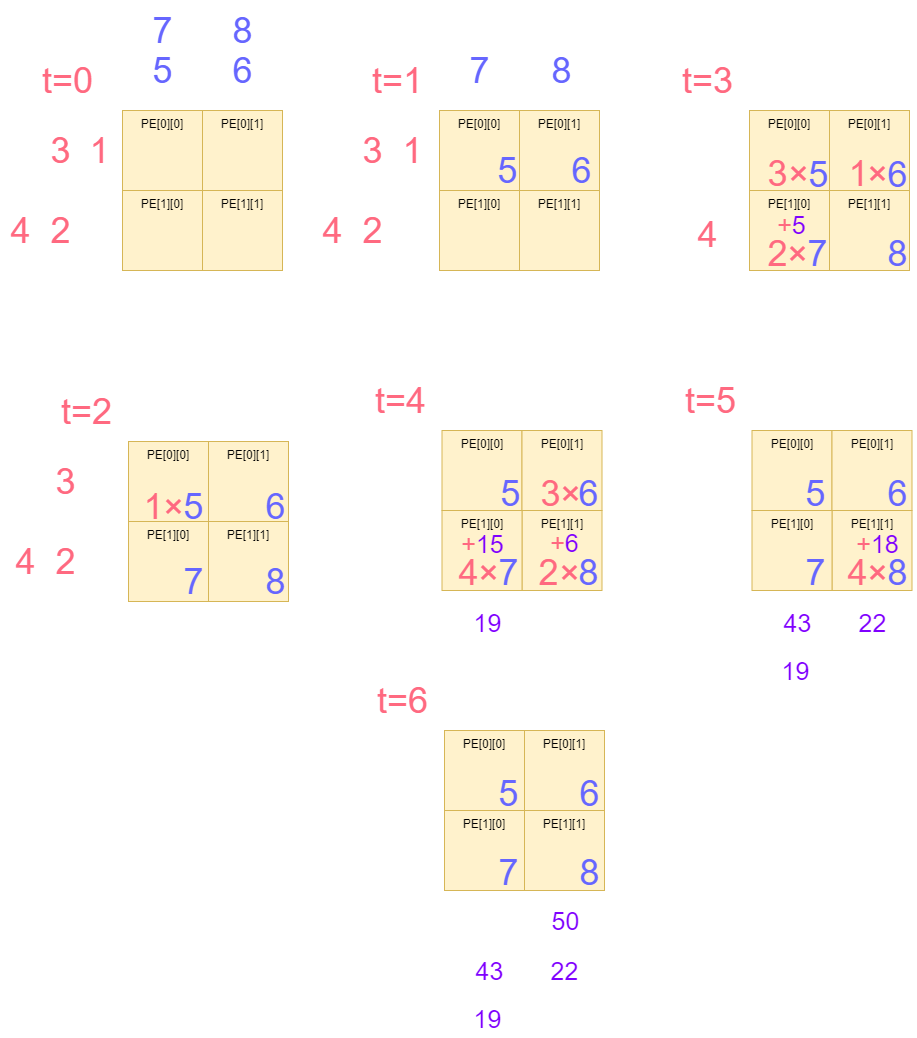 7 8
t=0 5 6
PE[0][0] PE[0][1]
3 1
PE[1][0] PE[1][1]
4 2
t=1 7 8
PE[0][0] PE[0][1]
3 1 5 6
PE[1][0] PE[1][1]
4 2
t=3
PE[0][0] PE[0][1]
3×5 1×6
PE[1][0] PE[1][1]
+5
4 2×7 8
t=2
PE[0][0] PE[0][1]
3
1×5 6
PE[1][0] PE[1][1]
4 2 7 8
t=4
PE[0][0] PE[0][1]
5 3×6
PE[1][0] PE[1][1]
+15 +6
4×7 2×8
19
t=5
PE[0][0] PE[0][1]
5 6
PE[1][0] PE[1][1]
+18
7 4×8
43 22
19
t=6
PE[0][0] PE[0][1]
5 6
PE[1][0] PE[1][1]
7 8
50
43 22
19